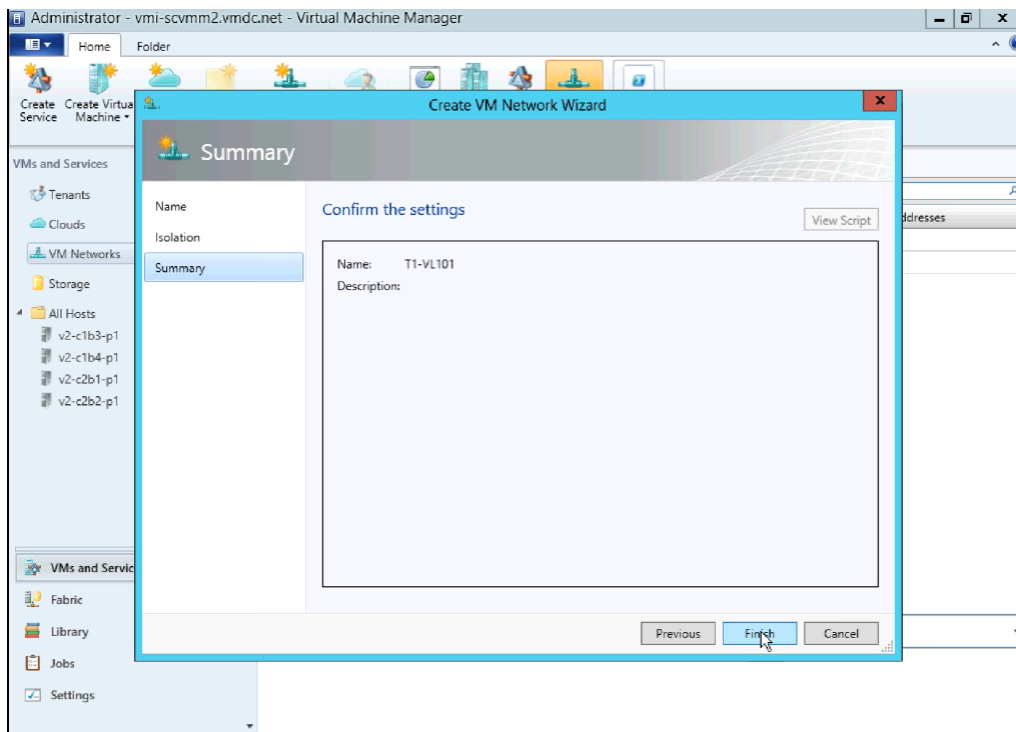 Administrator - vmi-scvmm2.vmdc.net - Virtual Machine Manager
Home Folder
Create Service
Create Virtua
Machine
Create VM Network Wizard
x
Summary
VMs and Services
Tenants
Clouds
VM Networks
Storage
All Hosts
v2-c1b3-p1
v2-c1b4-p1
v2-c2b1-p1
v2-c2b2-p1
Name
Isolation
Summary
Confirm the settings
View Script
Name: T1-VL101
Description:
ddresses
VMs and Servic
Fabric
Library
Jobs
Settings
Previous Finish Cancel